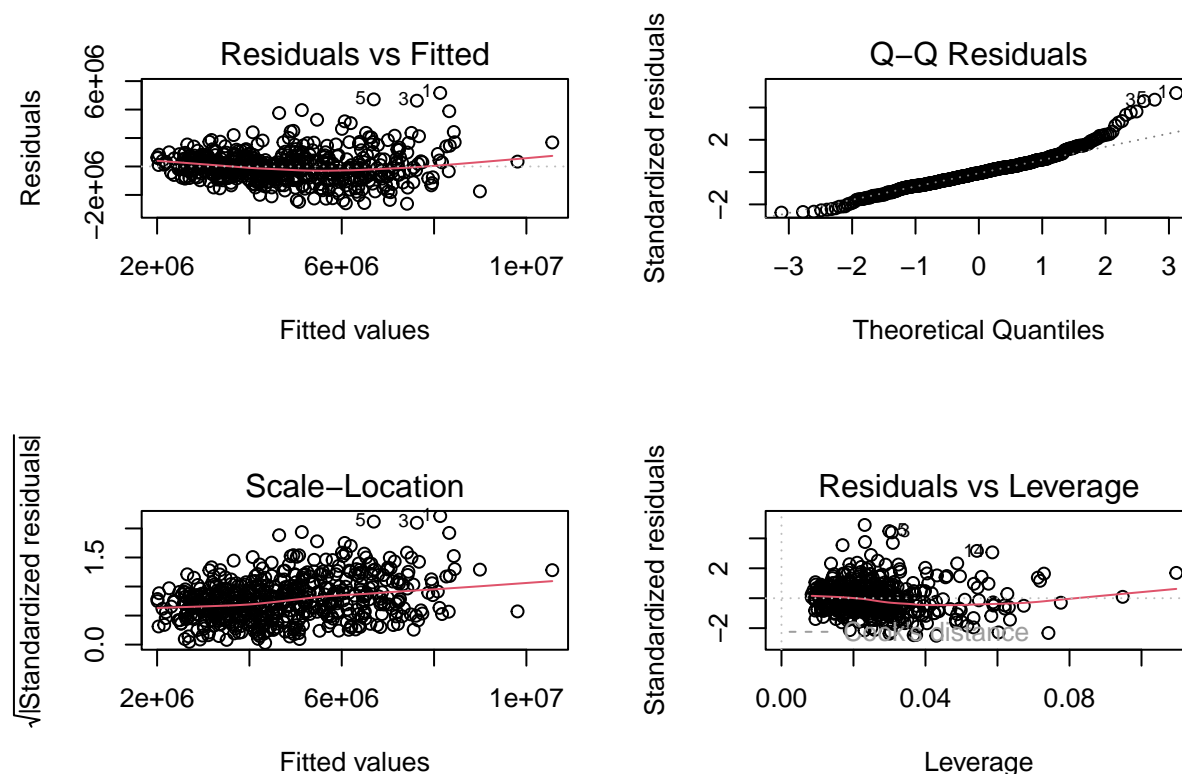 Residuals vs Fitted
Residuals
−2e+06
6e+06
5
3
1
2e+06 6e+06 1e+07
Fitted values
Q−Q Residuals
Standardized residuals
−2
2
35 1
−3 −2 −1 0 1 2 3
Theoretical Quantiles
Scale−Location
√|Standardized residuals|
0.0
1.5
5
3
1
2e+06 6e+06 1e+07
Fitted values
Residuals vs Leverage
Standardized residuals
−2
2
14
Cook's distance
0.00 0.04 0.08
Leverage